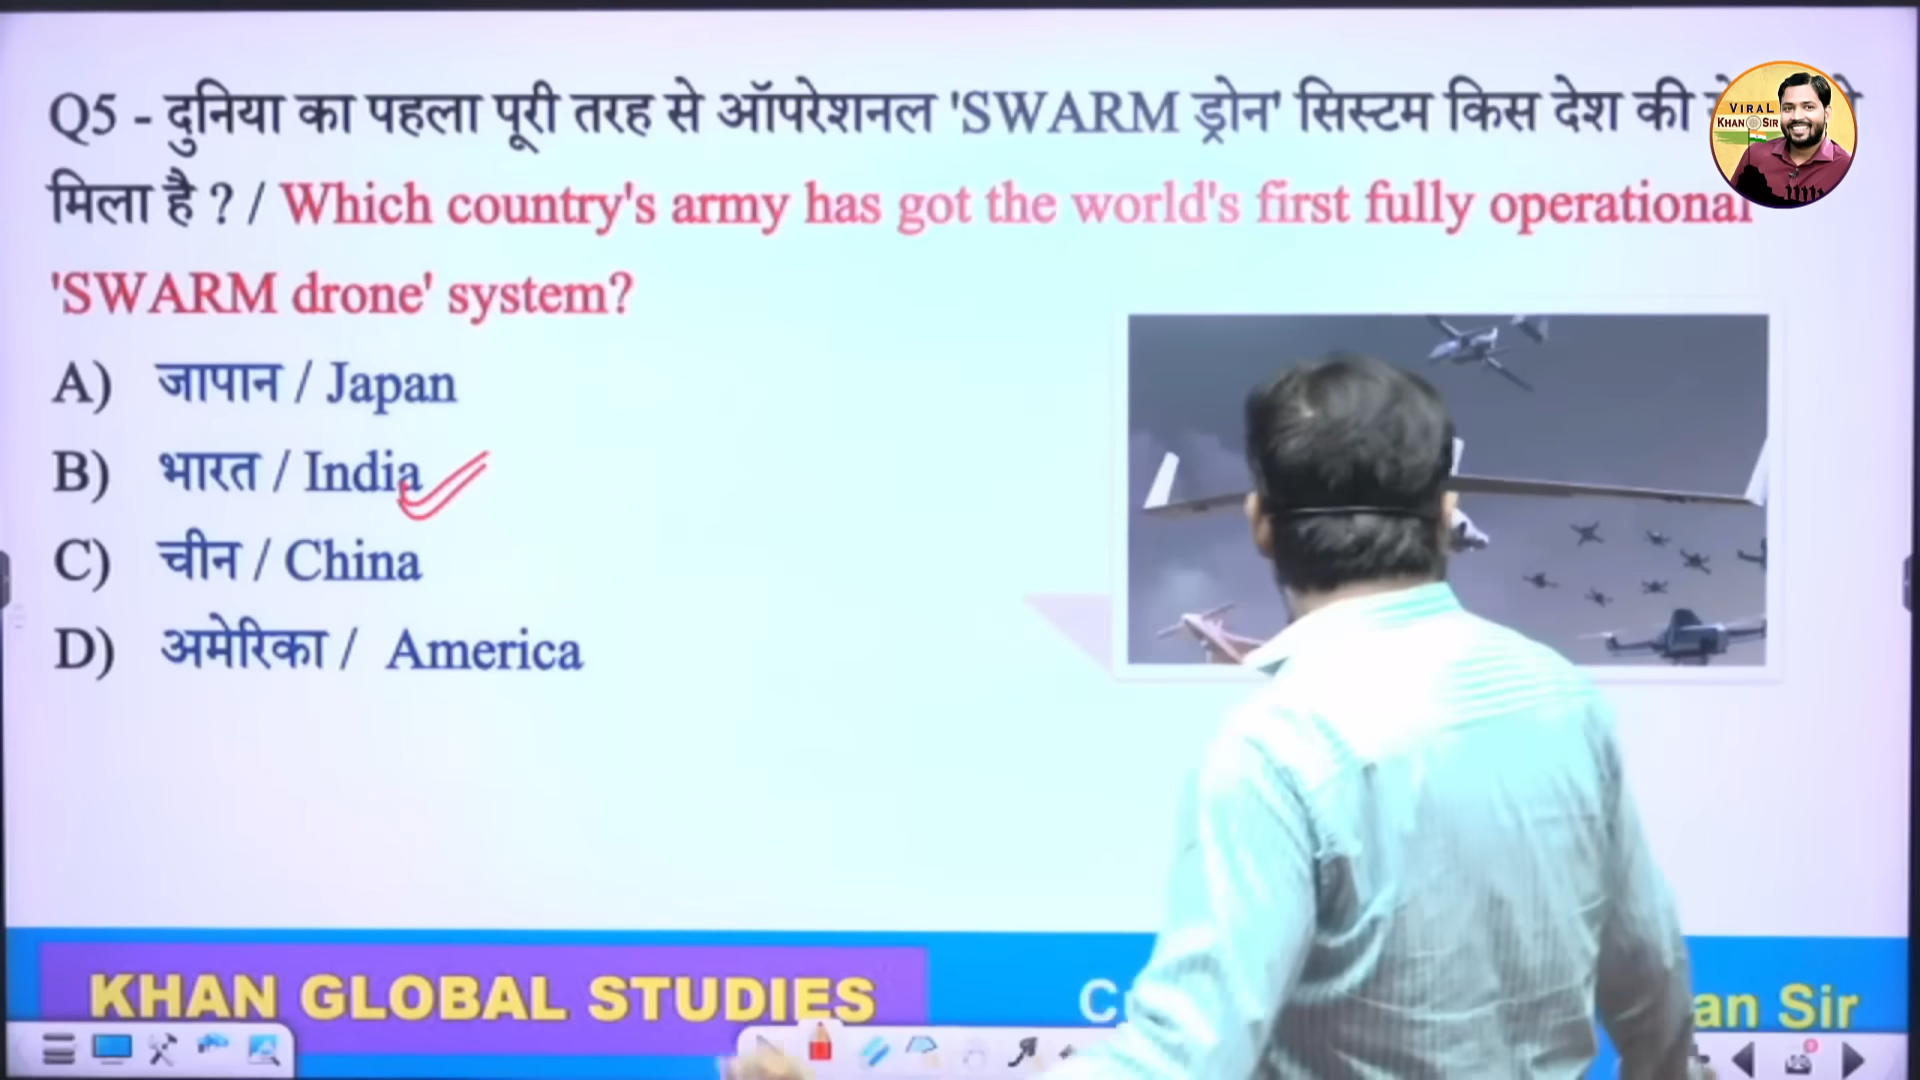 Q5 - दुनिया का पहला पूरी तरह से ऑपरेशनल 'SWARM ड्रोन' सिस्टम किस देश की
मिला है ? / Which country's army has got the world's first fully operational
'SWARM drone' system?
A) जापान / Japan
B) भारत / India
C) चीन / China
D) अमेरिका / America
VIRAL
KHAN SIR
KHAN GLOBAL STUDIES
Sir